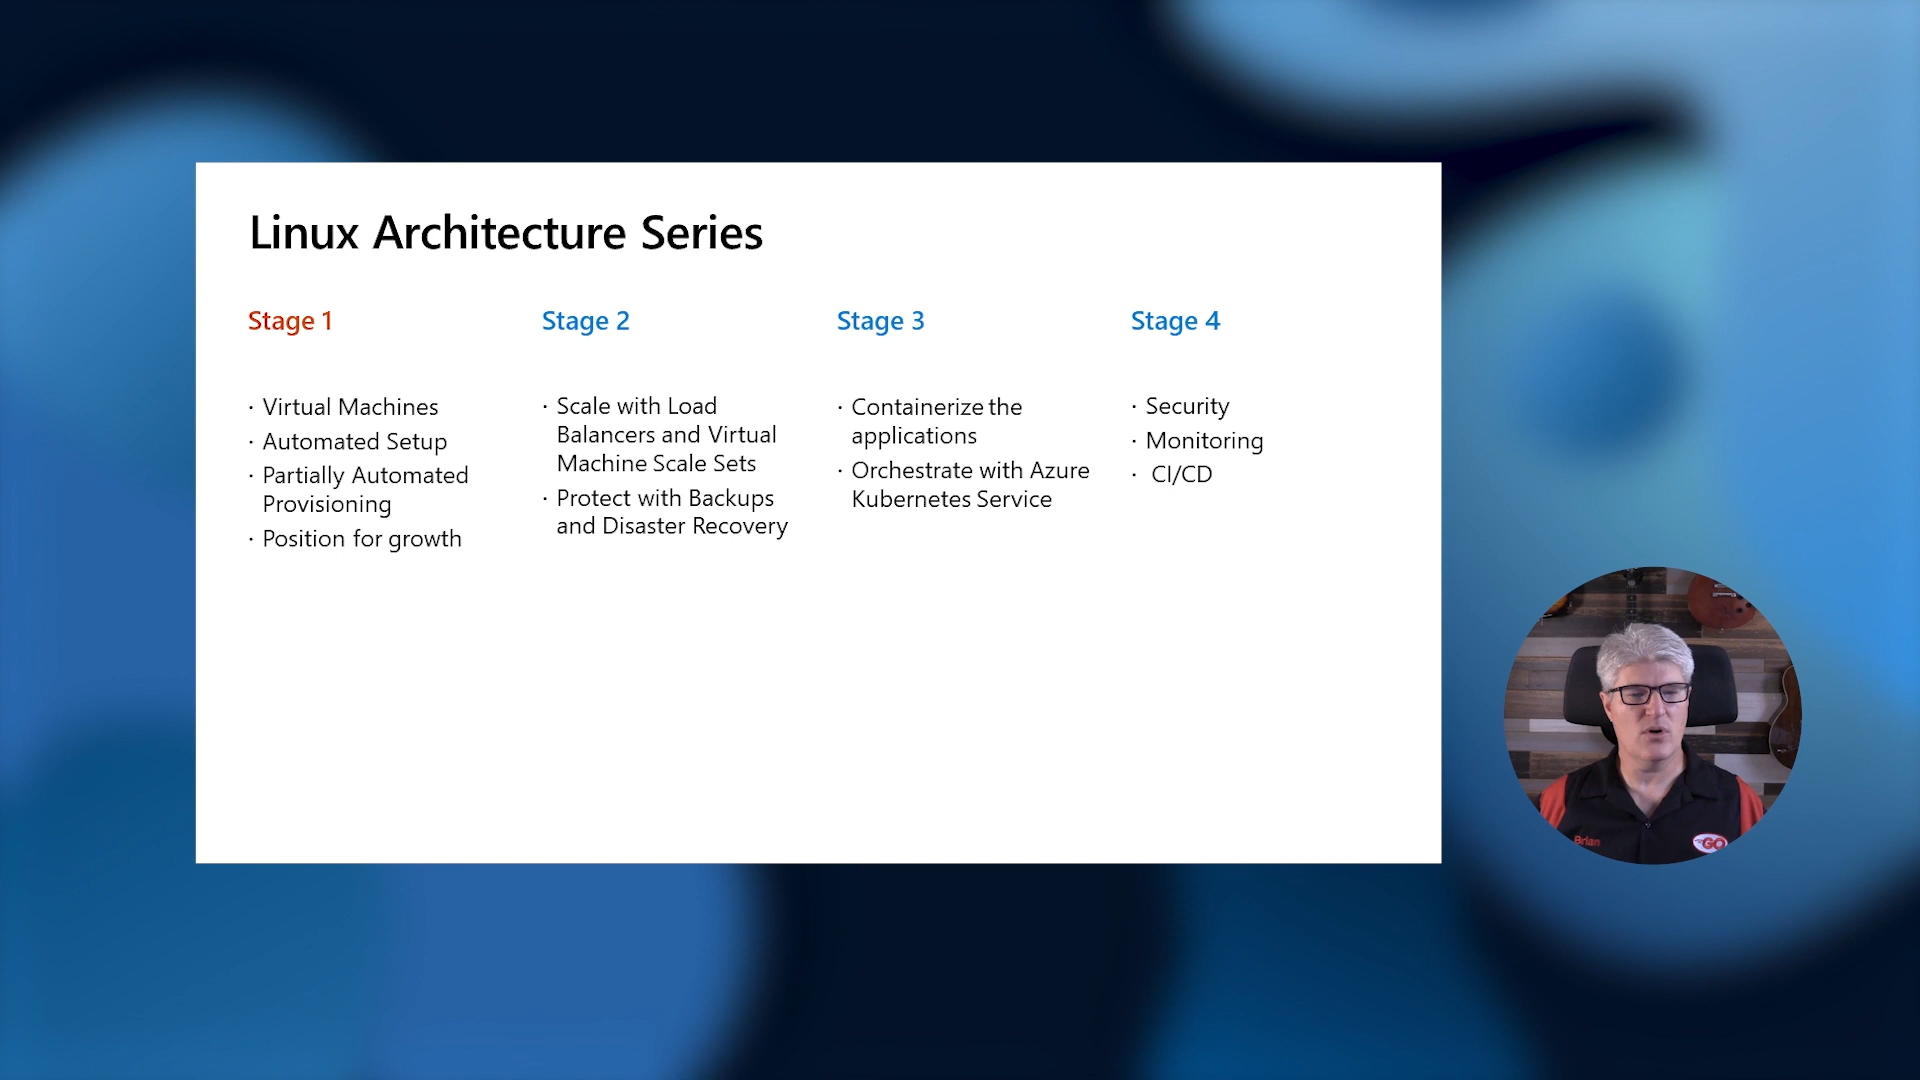 Linux Architecture Series
Stage 1
· Virtual Machines
· Automated Setup
· Partially Automated
Provisioning
· Position for growth
Stage 2
· Scale with Load
Balancers and Virtual
Machine Scale Sets
· Protect with Backups
and Disaster Recovery
Stage 3
· Containerize the
applications
· Orchestrate with Azure
Kubernetes Service
Stage 4
· Security
· Monitoring
· CI/CD
Brian
GO